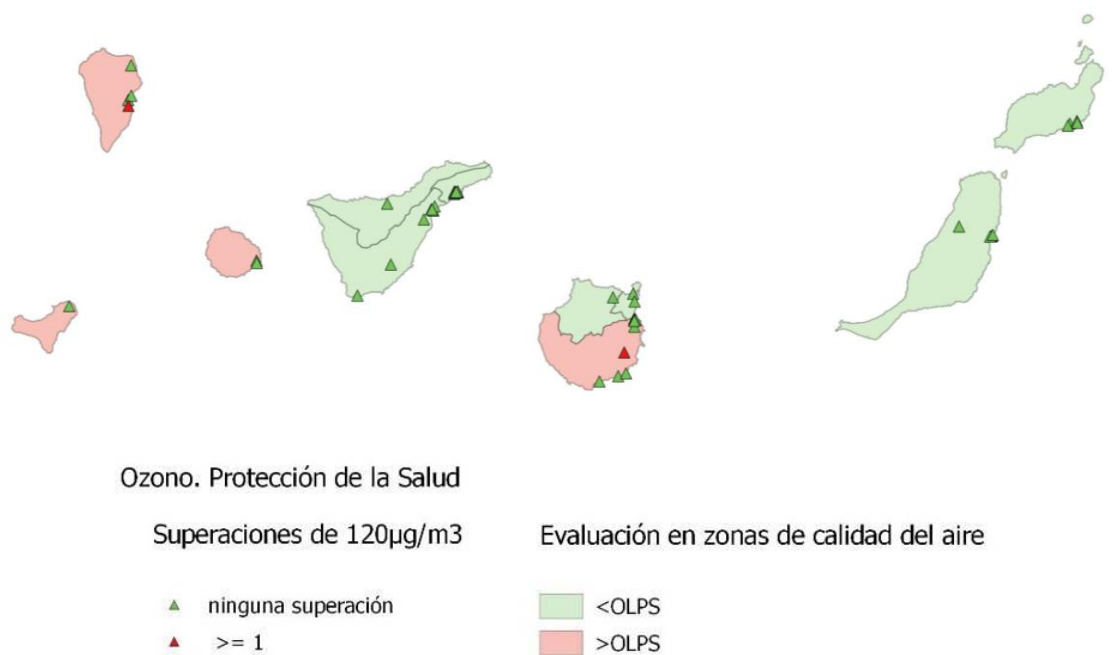 Ozono. Protección de la Salud
Superaciones de 120µg/m3
Evaluación en zonas de calidad del aire
ninguna superación
<OLPS
>= 1
>OLPS